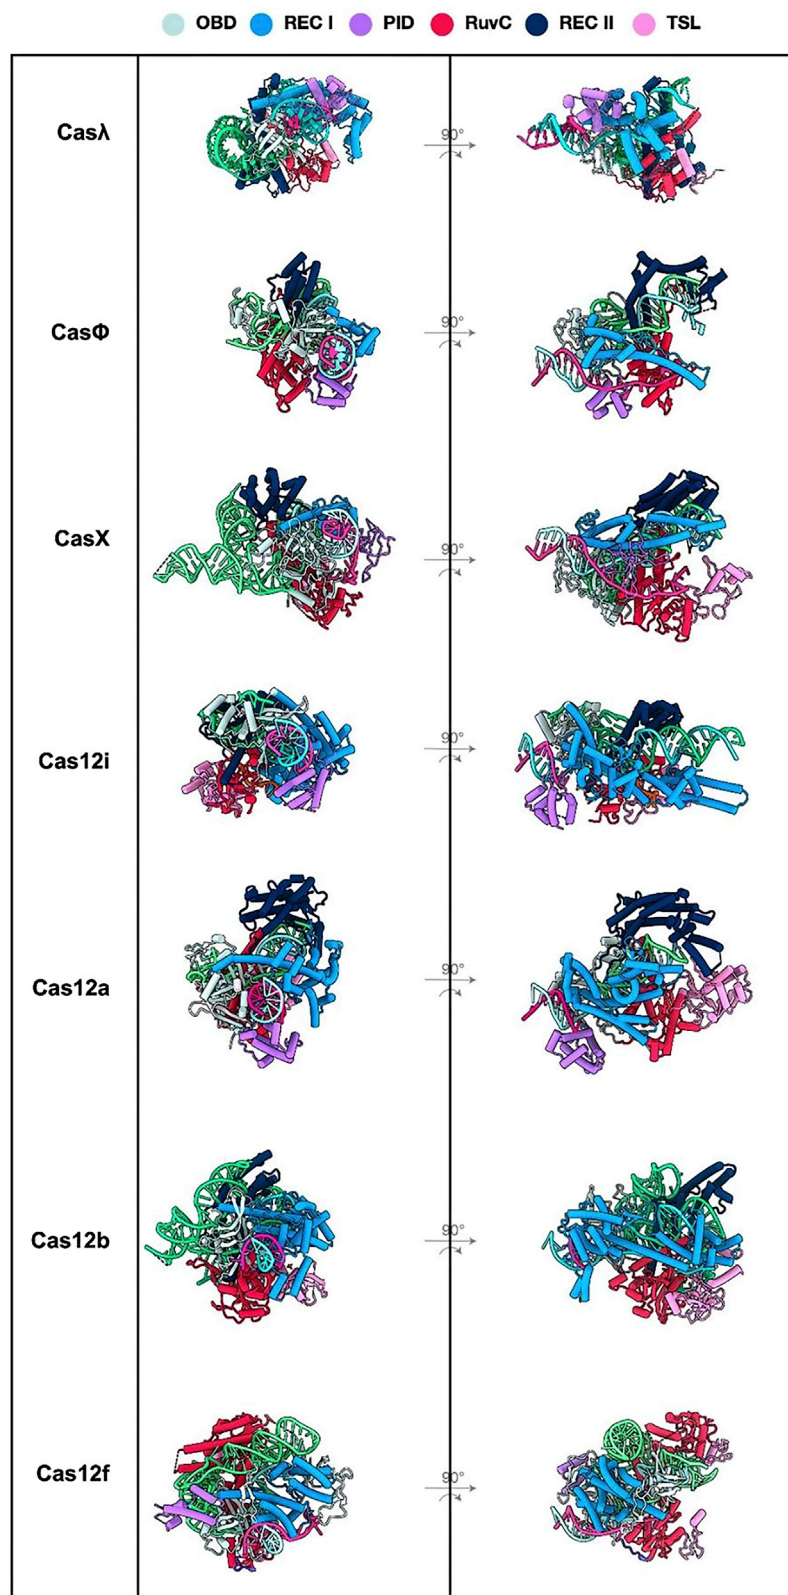 OBD REC I PID RuvC REC II TSL
Casλ 90° 90°
CasΦ 90°
CasX 90°
Cas12i 90°
Cas12a 90°
Cas12b 90°
Cas12f 90°